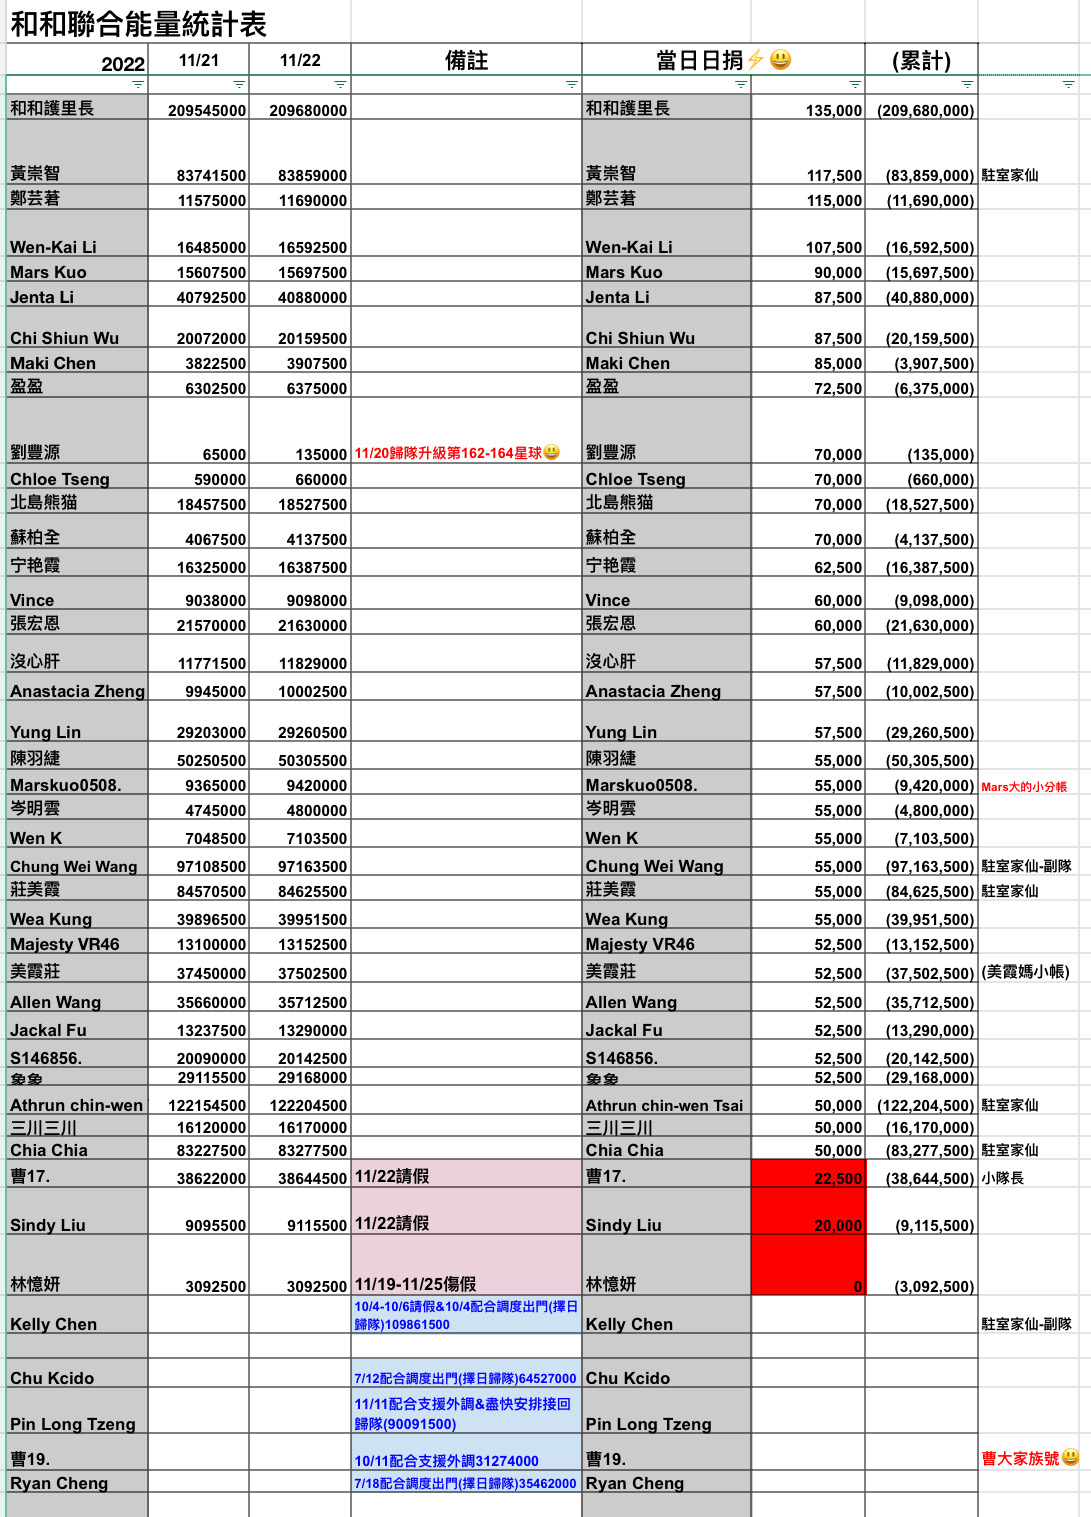 和和聯合能量統計表
2022 11/21 11/22 備註 當日日捐⚡😃 (累計)
和和護里長 209545000 209680000 和和護里長 135,000 (209,680,000)
黃崇智 83741500 83859000 黃崇智 117,500 (83,859,000) 駐室家仙
鄭芸莙 11575000 11690000 鄭芸莙 115,000 (11,690,000)
Wen-Kai Li 16485000 16592500 Wen-Kai Li 107,500 (16,592,500)
Mars Kuo 15607500 15697500 Mars Kuo 90,000 (15,697,500)
Jenta Li 40792500 40880000 Jenta Li 87,500 (40,880,000)
Chi Shiun Wu 20072000 20159500 Chi Shiun Wu 87,500 (20,159,500)
Maki Chen 3822500 3907500 Maki Chen 85,000 (3,907,500)
盈盈 6302500 6375000 盈盈 72,500 (6,375,000)
劉豐源 65000 135000 11/20歸隊升級第162-164星球😃 劉豐源 70,000 (135,000)
Chloe Tseng 590000 660000 Chloe Tseng 70,000 (660,000)
北島熊猫 18457500 18527500 北島熊猫 70,000 (18,527,500)
蘇柏全 4067500 4137500 蘇柏全 70,000 (4,137,500)
宁艳霞 16325000 16387500 宁艳霞 62,500 (16,387,500)
Vince 9038000 9098000 Vince 60,000 (9,098,000)
張宏恩 21570000 21630000 張宏恩 60,000 (21,630,000)
沒心肝 11771500 11829000 沒心肝 57,500 (11,829,000)
Anastacia Zheng 9945000 10002500 Anastacia Zheng 57,500 (10,002,500)
Yung Lin 29203000 29260500 Yung Lin 57,500 (29,260,500)
陳羽緁 50250500 50305500 陳羽緁 55,000 (50,305,500)
Marskuo0508. 9365000 9420000 Marskuo0508. 55,000 (9,420,000) Mars大的小分帳
岑明雲 4745000 4800000 岑明雲 55,000 (4,800,000)
Wen K 7048500 7103500 Wen K 55,000 (7,103,500)
Chung Wei Wang 97108500 97163500 Chung Wei Wang 55,000 (97,163,500) 駐室家仙-副隊
莊美霞 84570500 84625500 莊美霞 55,000 (84,625,500) 駐室家仙
Wea Kung 39896500 39951500 Wea Kung 55,000 (39,951,500)
Majesty VR46 13100000 13152500 Majesty VR46 52,500 (13,152,500)
美霞莊 37450000 37502500 美霞莊 52,500 (37,502,500) (美霞媽小帳)
Allen Wang 35660000 35712500 Allen Wang 52,500 (35,712,500)
Jackal Fu 13237500 13290000 Jackal Fu 52,500 (13,290,000)
S146856. 20090000 20142500 S146856. 52,500 (20,142,500)
象象 29115500 29168000 象象 52,500 (29,168,000)
Athrun chin-wen 122154500 122204500 Athrun chin-wen Tsai 50,000 (122,204,500) 駐室家仙
三川三川 16120000 16170000 三川三川 50,000 (16,170,000)
Chia Chia 83227500 83277500 Chia Chia 50,000 (83,277,500) 駐室家仙
曹17. 38622000 38644500 11/22請假 曹17. 22,500 (38,644,500) 小隊長
Sindy Liu 9095500 9115500 11/22請假 Sindy Liu 20,000 (9,115,500)
林憶妍 3092500 3092500 11/19-11/25傷假 林憶妍 0 (3,092,500)
10/4-10/6請假&10/4配合調度出門(擇日
Kelly Chen 歸隊)109861500 Kelly Chen 駐室家仙-副隊
Chu Kcido 7/12配合調度出門(擇日歸隊)64527000 Chu Kcido
11/11配合支援外調&盡快安排接回
Pin Long Tzeng 歸隊(90091500) Pin Long Tzeng
曹19. 10/11配合支援外調31274000 曹19. 曹大家族號😃
Ryan Cheng 7/18配合調度出門(擇日歸隊)35462000 Ryan Cheng